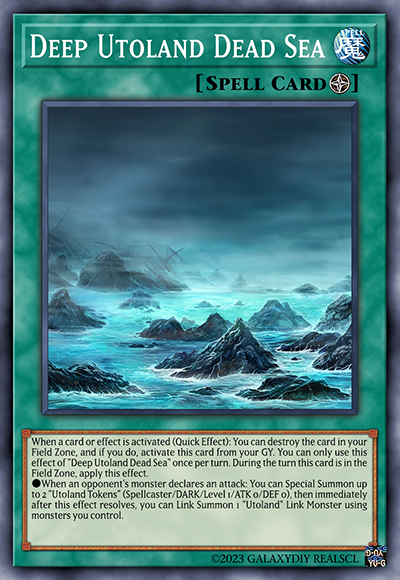 DEEP UTOLAND DEAD SEA
SPELL
魔
[SPELL CARD]
When a card or effect is activated (Quick Effect): You can destroy the card in your
Field Zone, and if you do, activate this card from your GY. You can only use this
effect of "Deep Utoland Dead Sea" once per turn. During the turn this card is in the
Field Zone, apply this effect.
●When an opponent's monster declares an attack: You can Special Summon up
to 2 "Utoland Tokens" (Spellcaster/DARK/Level 1/ATK 0/DEF 0), then immediately
after this effect resolves, you can Link Summon 1 "Utoland" Link Monster using
monsters you control.
©2023 GALAXYDIY REALSCL
YU-G